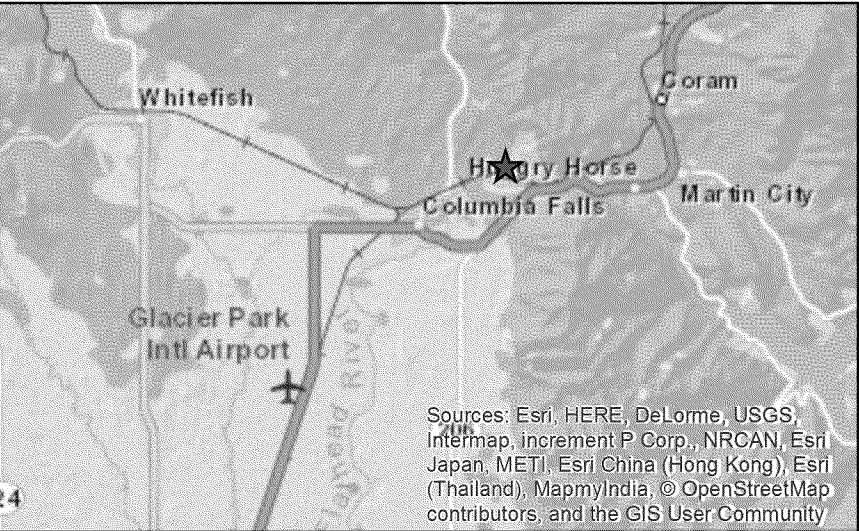 Whitefish
Coram
Hungry Horse
Martin City
Columbia Falls
Glacier Park
Intl Airport
Flathead River
206
24
Sources: Esri, HERE, DeLorme, USGS,
Intermap, increment P Corp., NRCAN, Esri
Japan, METI, Esri China (Hong Kong), Esri
(Thailand), MapmyIndia, © OpenStreetMap
contributors, and the GIS User Community